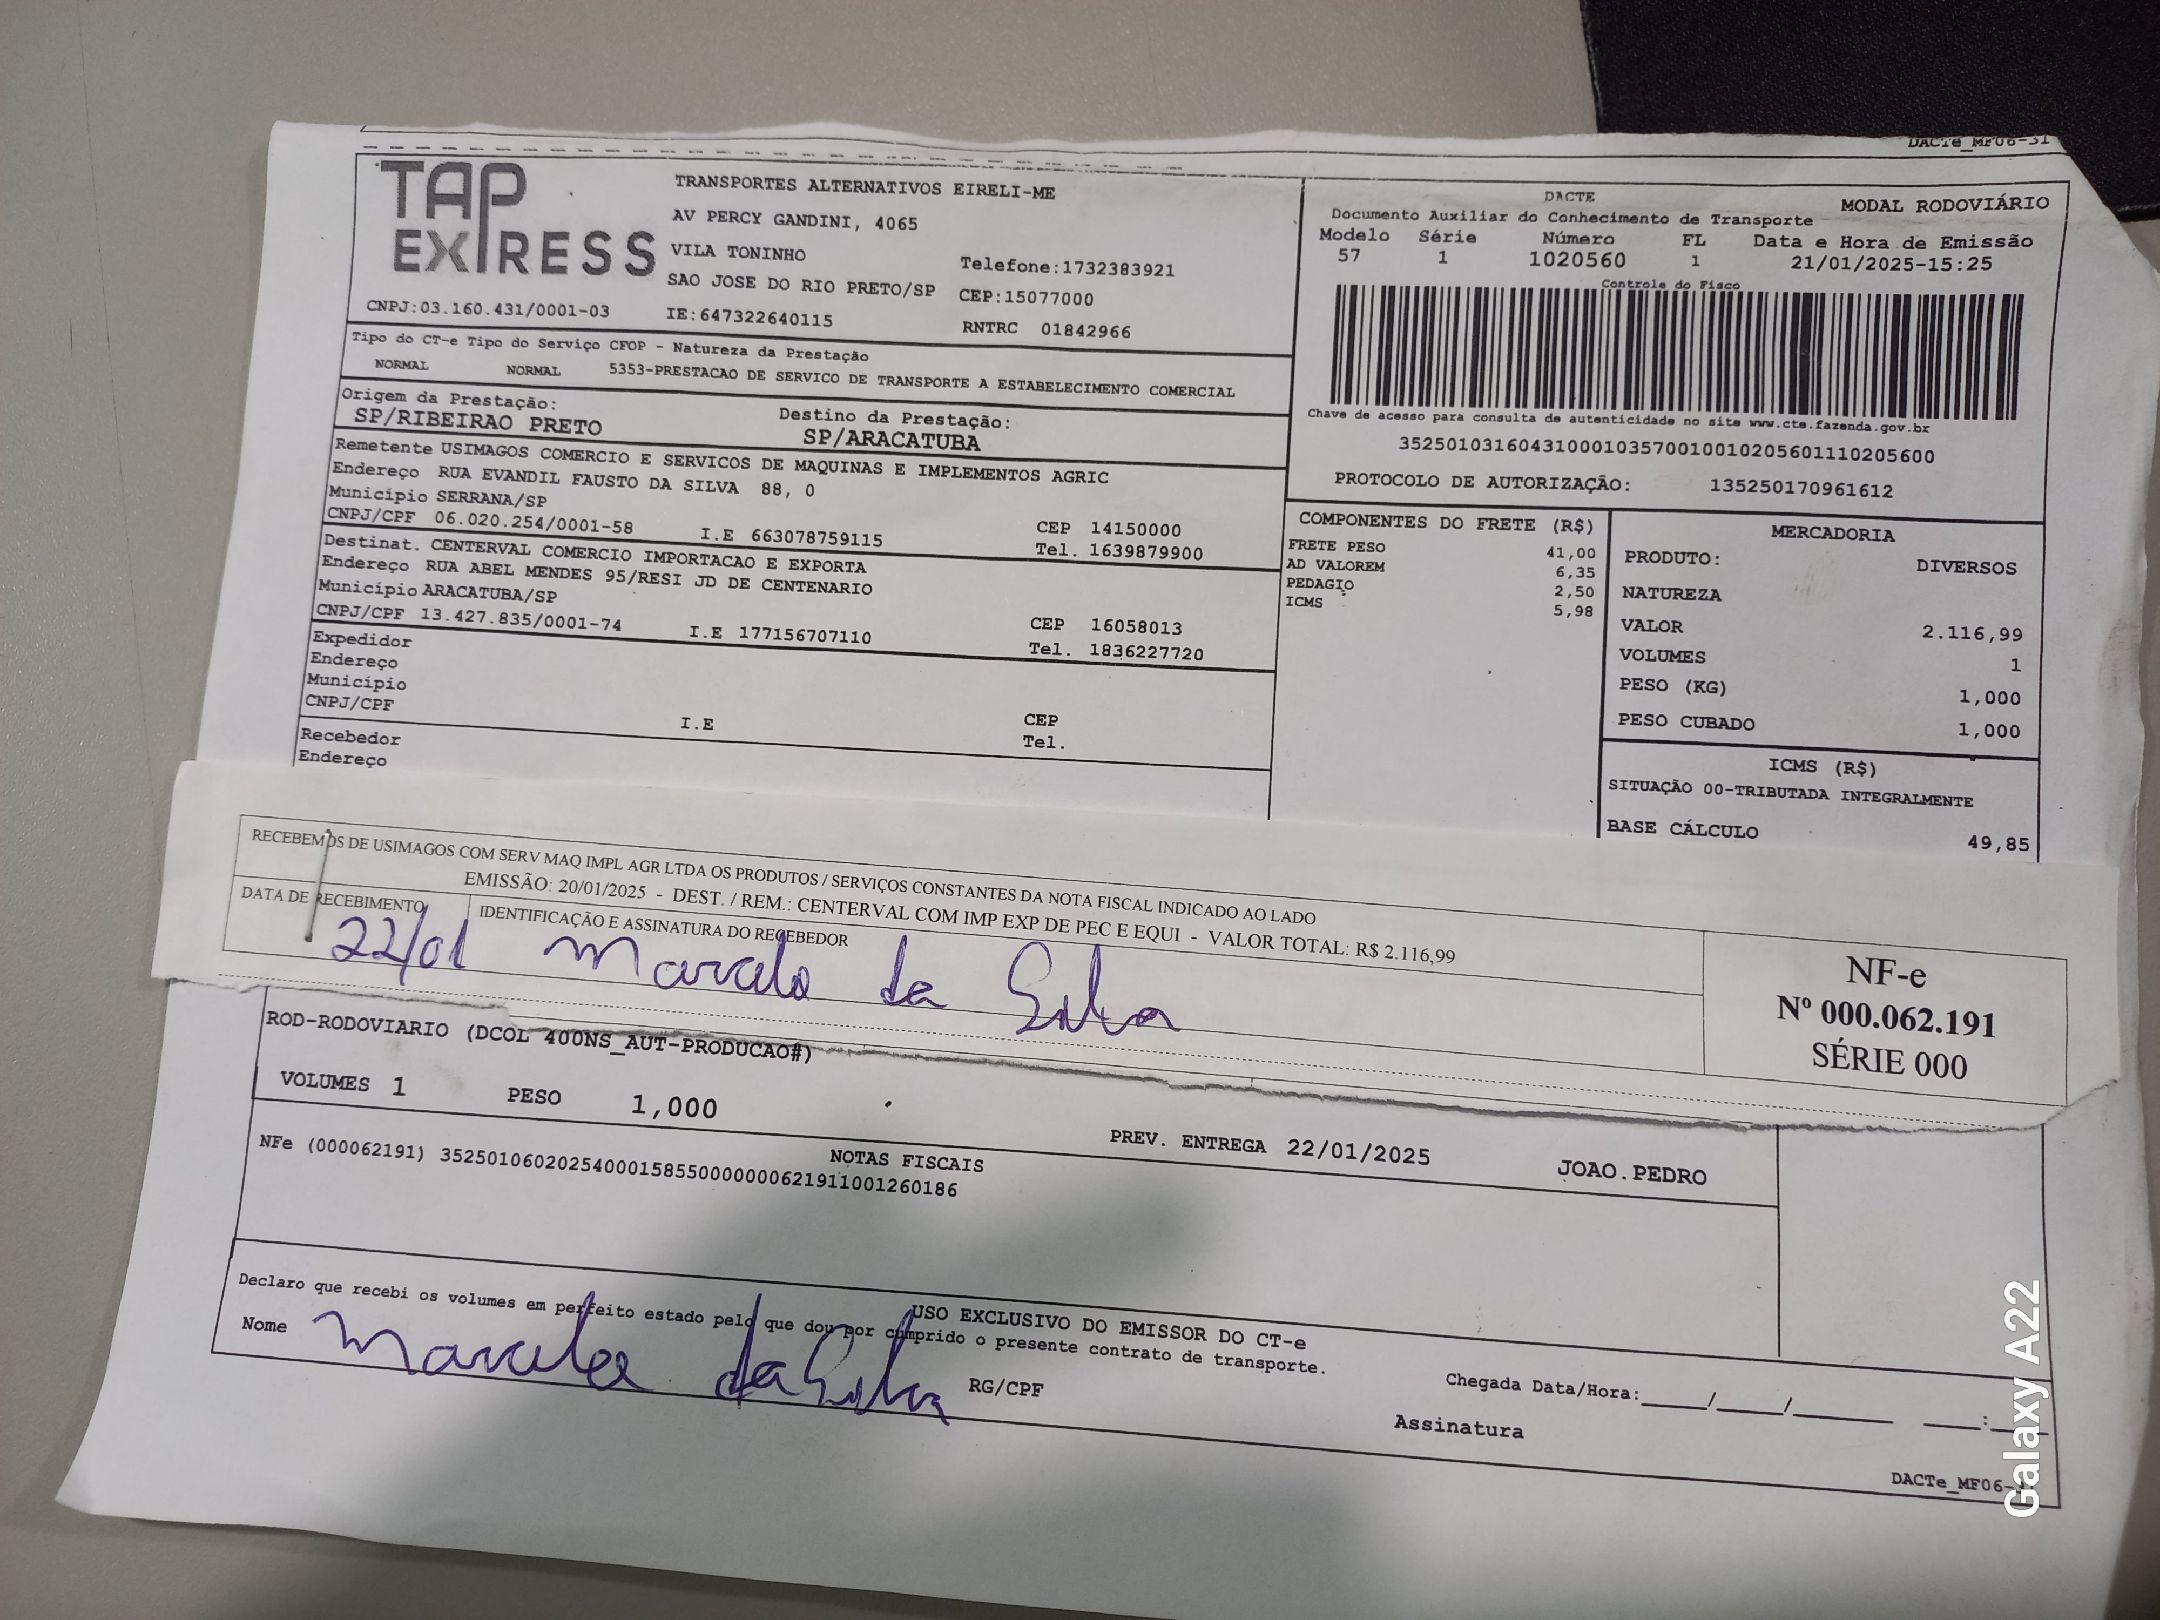 DACTe_MF06-31
TAP EXPRESS
TRANSPORTES ALTERNATIVOS EIRELI-ME
AV PERCY GANDINI, 4065
VILA TONINHO
Telefone:1732383921
SAO JOSE DO RIO PRETO/SP CEP:15077000
CNPJ:03.160.431/0001-03 IE:647322640115 RNTRC 01842966
DACTE MODAL RODOVIÁRIO
Documento Auxiliar do Conhecimento de Transporte
Modelo Série Número FL Data e Hora de Emissão
57 1 1020560 1 21/01/2025-15:25
Controle do Fisco
Chave de acesso para consulta de autenticidade no site www.cte.fazenda.gov.br
35250103160431000103570010010205601110205600
PROTOCOLO DE AUTORIZAÇÃO: 135250170961612
Tipo do CT-e Tipo do Serviço CFOP - Natureza da Prestação
NORMAL NORMAL 5353-PRESTACAO DE SERVICO DE TRANSPORTE A ESTABELECIMENTO COMERCIAL
Origem da Prestação: Destino da Prestação:
SP/RIBEIRAO PRETO SP/ARACATUBA
Remetente USIMAGOS COMERCIO E SERVICOS DE MAQUINAS E IMPLEMENTOS AGRIC
Endereço RUA EVANDIL FAUSTO DA SILVA 88, 0
Município SERRANA/SP CEP 14150000
CNPJ/CPF 06.020.254/0001-58 I.E 663078759115 Tel. 1639879900
Destinat. CENTERVAL COMERCIO IMPORTACAO E EXPORTA
Endereço RUA ABEL MENDES 95/RESI JD DE CENTENARIO
Município ARACATUBA/SP CEP 16058013
CNPJ/CPF 13.427.835/0001-74 I.E 177156707110 Tel. 1836227720
Expedidor
Endereço
Município CEP
CNPJ/CPF I.E Tel.
Recebedor
Endereço
COMPONENTES DO FRETE (R$)
FRETE PESO 41,00
AD VALOREM 6,35
PEDAGIO 2,50
ICMS 5,98
MERCADORIA
PRODUTO: DIVERSOS
NATUREZA
VALOR 2.116,99
VOLUMES 1
PESO (KG) 1,000
PESO CUBADO 1,000
ICMS (R$)
SITUAÇÃO 00-TRIBUTADA INTEGRALMENTE
BASE CÁLCULO 49,85
RECEBEMOS DE USIMAGOS COM SERV MAQ IMPL AGR LTDA OS PRODUTOS / SERVIÇOS CONSTANTES DA NOTA FISCAL INDICADO AO LADO
EMISSÃO: 20/01/2025 - DEST. / REM.: CENTERVAL COM IMP EXP DE PEC E EQUI - VALOR TOTAL: R$ 2.116,99
DATA DE RECEBIMENTO IDENTIFICAÇÃO E ASSINATURA DO RECEBEDOR
22/01 Marcelo da Silva
NF-e
Nº 000.062.191
SÉRIE 000
ROD-RODOVIARIO (DCOL 400NS_AUT-PRODUCAO#)
VOLUMES 1 PESO 1,000 PREV. ENTREGA 22/01/2025 JOAO.PEDRO
NOTAS FISCAIS
NFe (000062191) 35250106020254000158550000000621911001260186
USO EXCLUSIVO DO EMISSOR DO CT-e
Declaro que recebi os volumes em perfeito estado pelo que dou por cumprido o presente contrato de transporte.
Nome Marcelo da Silva RG/CPF Chegada Data/Hora:____/____/______ ____:____
Assinatura
DACTe_MF06-
Galaxy A22